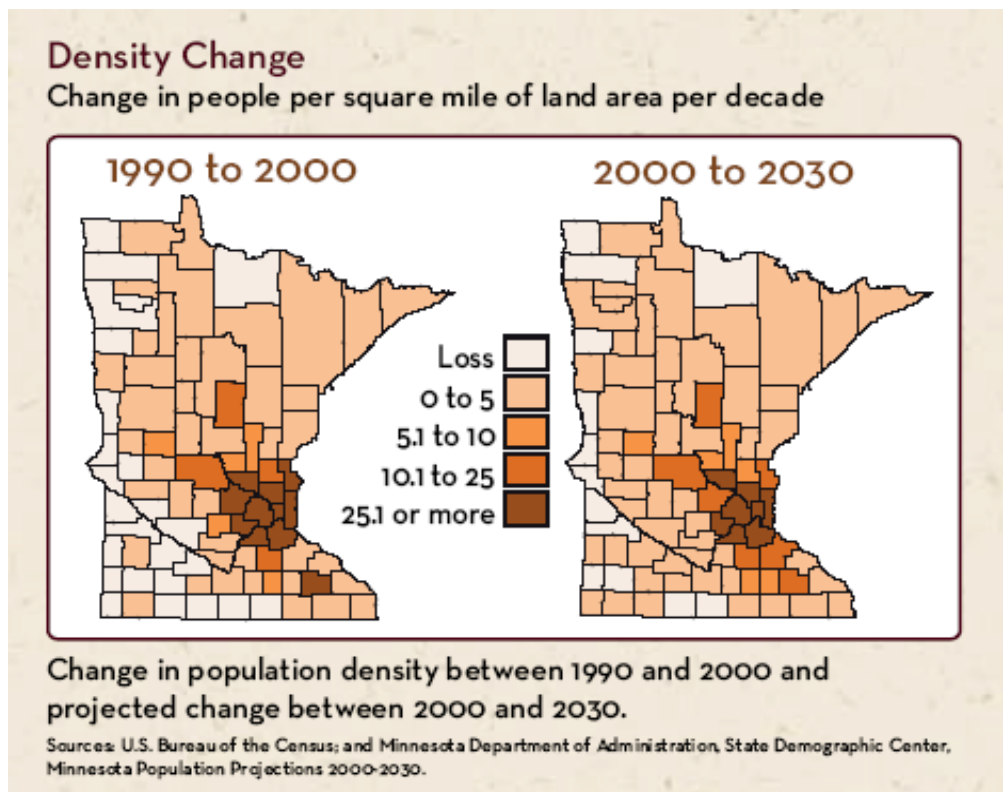 Density Change
Change in people per square mile of land area per decade
1990 to 2000
2000 to 2030
Loss
0 to 5
5.1 to 10
10.1 to 25
25.1 or more
Change in population density between 1990 and 2000 and
projected change between 2000 and 2030.
Sources: U.S. Bureau of the Census; and Minnesota Department of Administration, State Demographic Center,
Minnesota Population Projections 2000-2030.